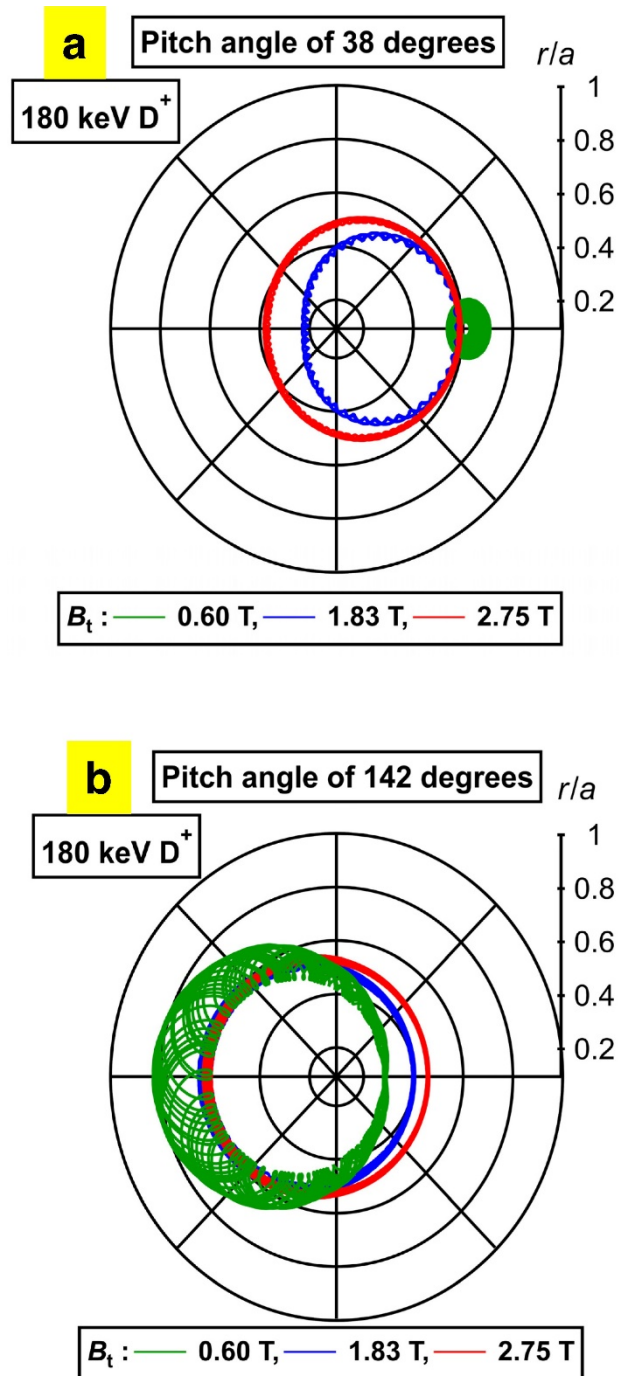 a
Pitch angle of 38 degrees
r/a
180 keV D+
1
0.8
0.6
0.4
0.2
Bt : 0.60 T, 1.83 T, 2.75 T
b
Pitch angle of 142 degrees
r/a
180 keV D+
1
0.8
0.6
0.4
0.2
Bt : 0.60 T, 1.83 T, 2.75 T